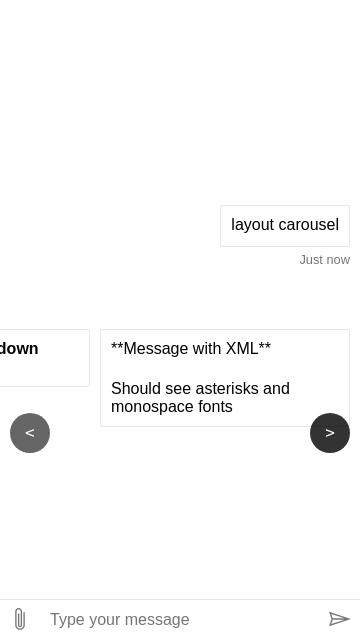 layout carousel
Just now
down
**Message with XML**
Should see asterisks and
monospace fonts
<
>
Type your message